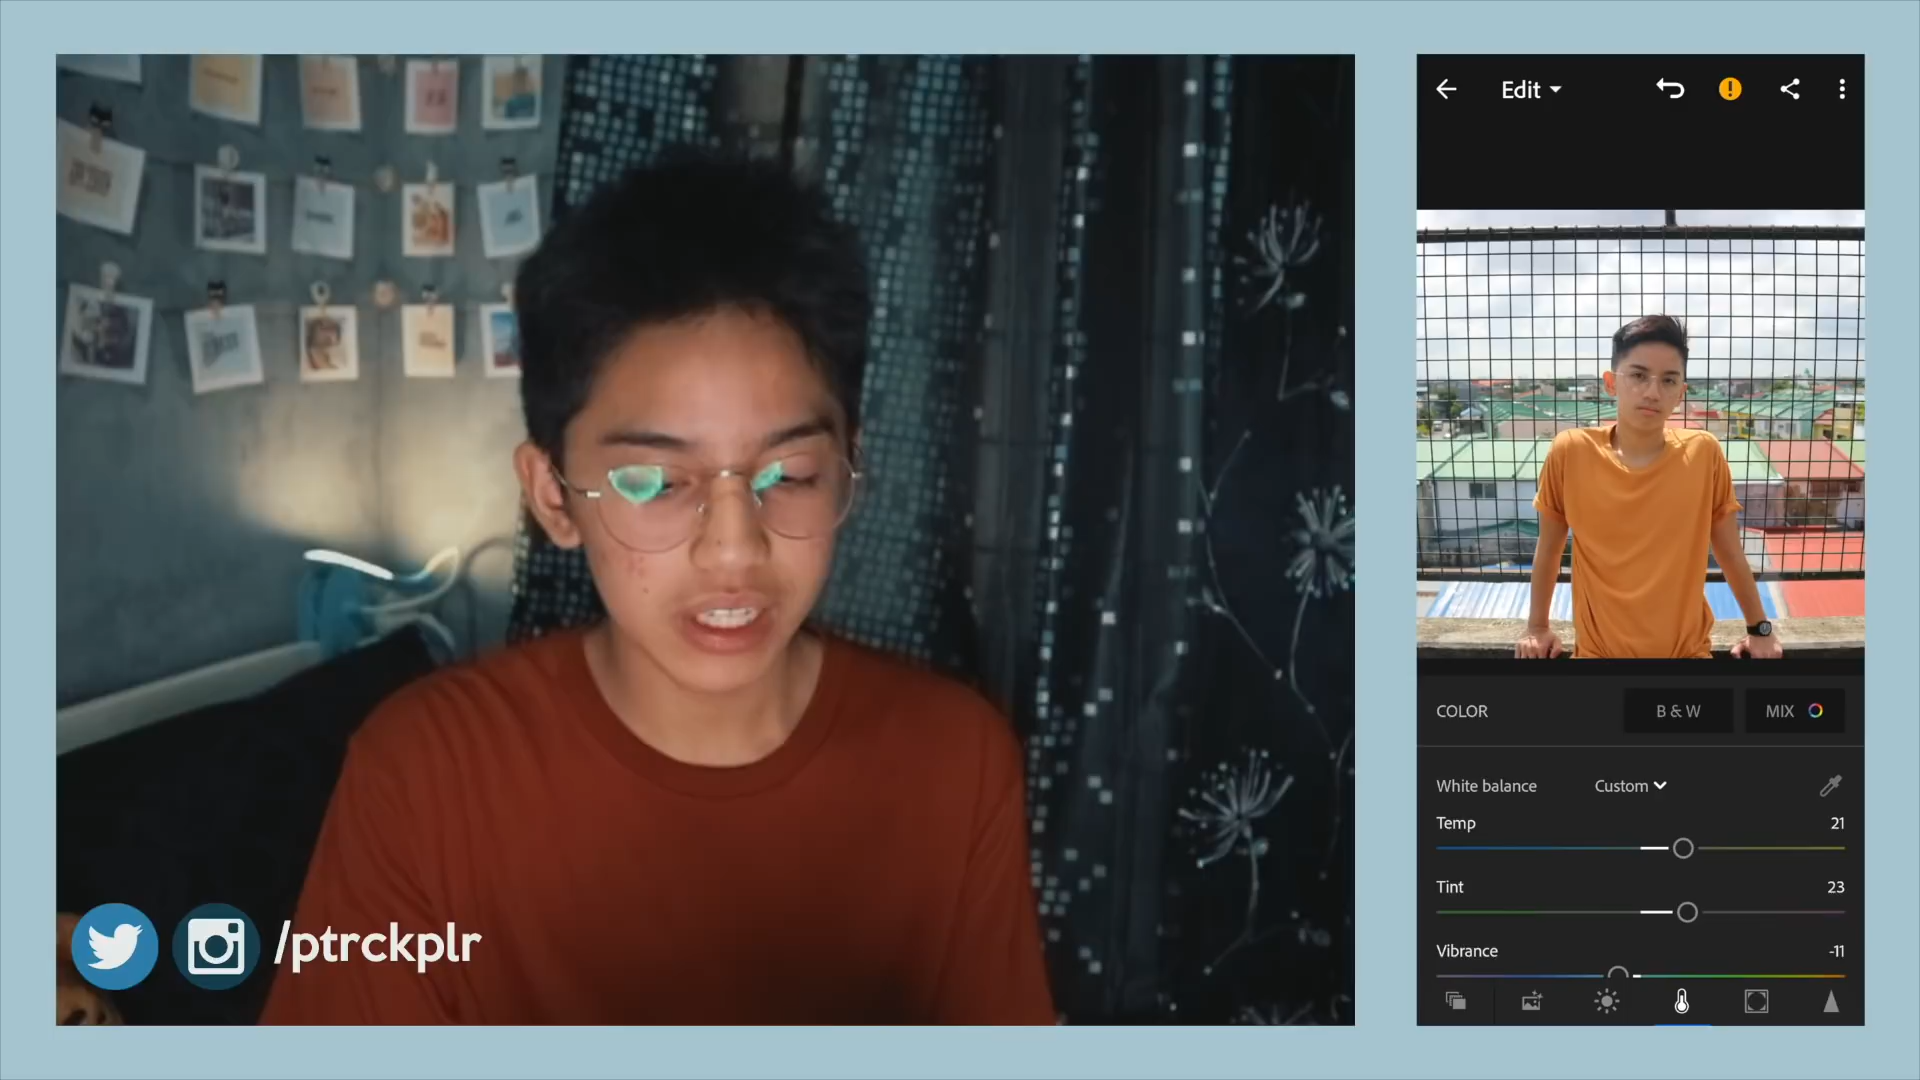 /ptrckplr
Edit
COLOR
B & W
MIX
White balance
Custom
Temp
21
Tint
23
Vibrance
-11